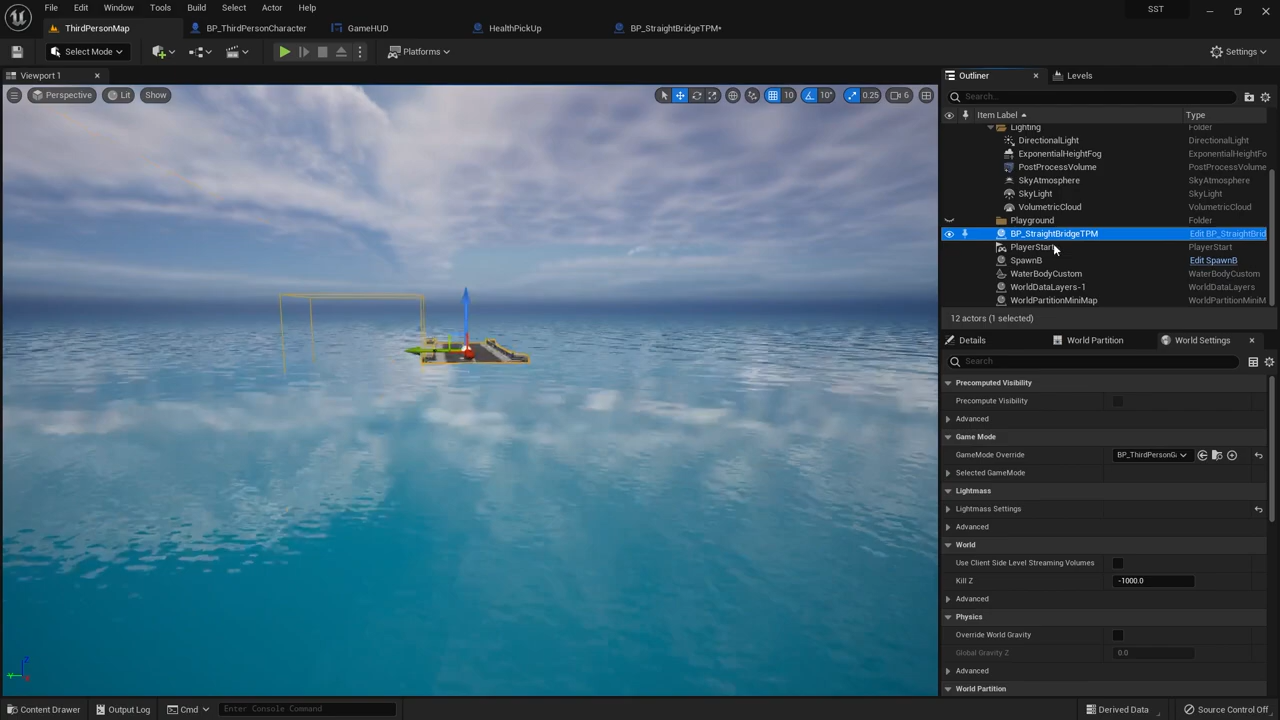 File Edit Window Tools Build Select Actor Help
SST
ThirdPersonMap BP_ThirdPersonCharacter GameHUD HealthPickUp BP_StraightBridgeTPM*
Select Mode Platforms Settings
Viewport 1
Perspective Lit Show
10 10° 0.25 6
Outliner Levels
Search...
Item Label Type
Lighting Folder
DirectionalLight DirectionalLight
ExponentialHeightFog ExponentialHeightFo
PostProcessVolume PostProcessVolume
SkyAtmosphere SkyAtmosphere
SkyLight SkyLight
VolumetricCloud VolumetricCloud
Playground Folder
BP_StraightBridgeTPM Edit BP_StraightBrid
PlayerStart PlayerStart
SpawnB Edit SpawnB
WaterBodyCustom WaterBodyCustom
WorldDataLayers-1 WorldDataLayers
WorldPartitionMiniMap WorldPartitionMiniM
12 actors (1 selected)
Details World Partition World Settings
Search
Precomputed Visibility
Precompute Visibility
Advanced
Game Mode
GameMode Override BP_ThirdPersonGa
Selected GameMode
Lightmass
Lightmass Settings
Advanced
World
Use Client Side Level Streaming Volumes
Kill Z -1000.0
Advanced
Physics
Override World Gravity
Global Gravity Z 0.0
Advanced
World Partition
Z
Y
Content Drawer Output Log Cmd Enter Console Command Derived Data Source Control Off